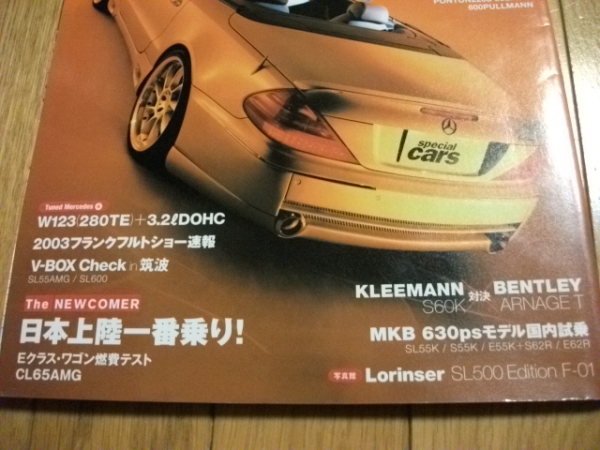 600PULLMANN
special
cars
Tuned Mercedes
W123(280TE)+3.2ℓDOHC
2003フランクフルトショー速報
V-BOX Check in 筑波
SL55AMG / SL600
The NEWCOMER
日本上陸一番乗り!
Eクラス・ワゴン燃費テスト
CL65AMG
KLEEMANN 対決 BENTLEY
S60K ARNAGE T
MKB 630psモデル国内試乗
SL55K / S55K / E55K+S62R / E62R
写真館 Lorinser SL500 Edition F-01